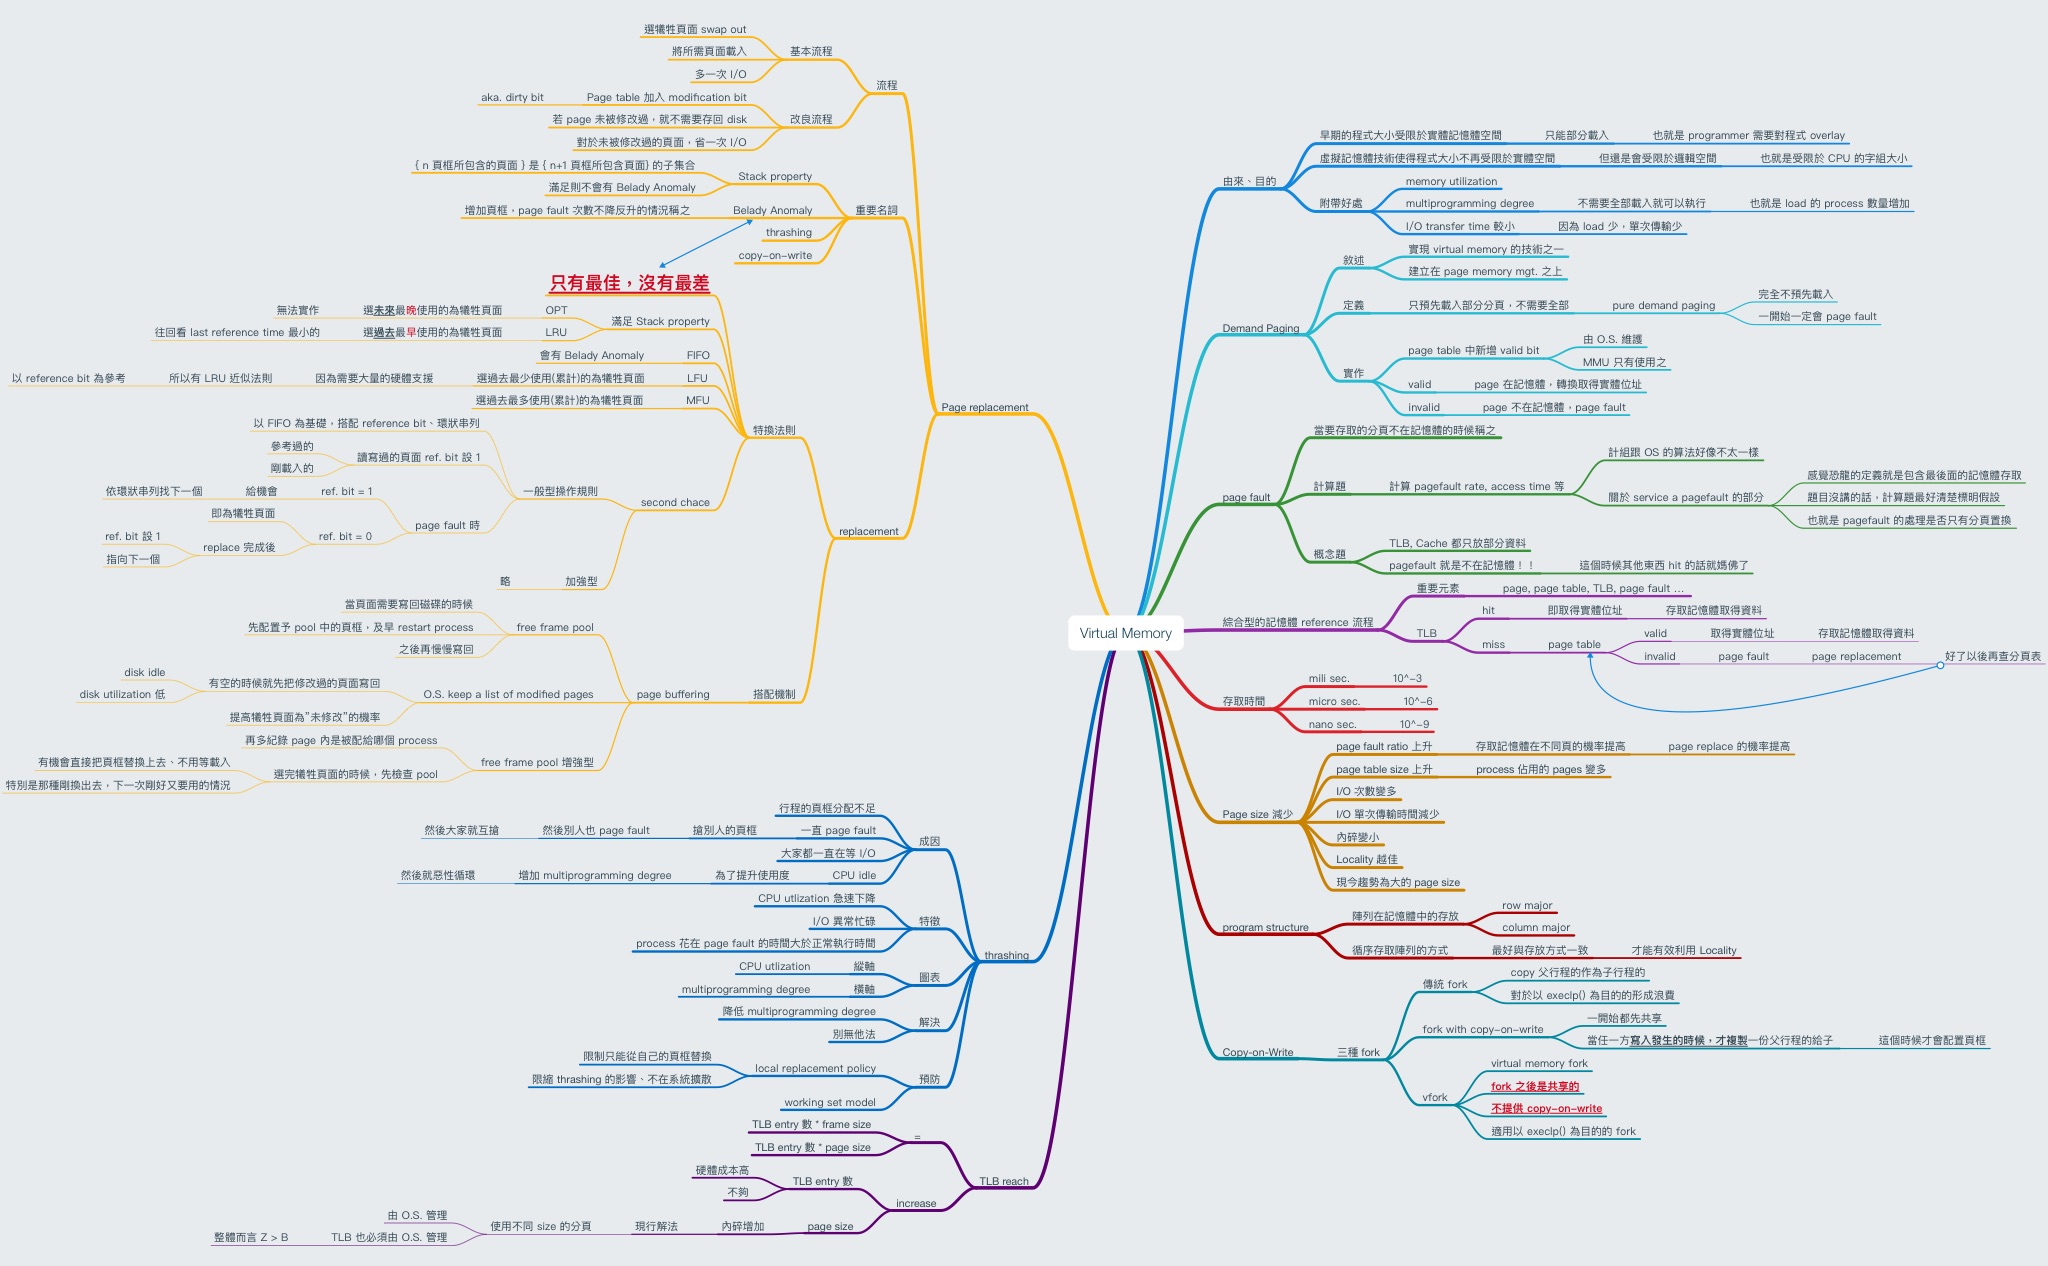 Virtual Memory
由來、目的
早期的程式大小受限於實體記憶體空間
只能部分載入
也就是 programmer 需要對程式 overlay
虛擬記憶體技術使得程式大小不再受限於實體空間
但還是會受限於邏輯空間
也就是受限於 CPU 的字組大小
附帶好處
memory utilization
multiprogramming degree
不需要全部載入就可以執行
也就是 load 的 process 數量增加
I/O transfer time 較小
因為 load 少，單次傳輸少
Demand Paging
敘述
實現 virtual memory 的技術之一
建立在 page memory mgt. 之上
定義
只預先載入部分分頁，不需要全部
pure demand paging
完全不預先載入
一開始一定會 page fault
實作
page table 中新增 valid bit
由 O.S. 維護
MMU 只有使用之
valid
page 在記憶體，轉換取得實體位址
invalid
page 不在記憶體，page fault
page fault
當要存取的分頁不在記憶體的時候稱之
計算題
計算 pagefault rate, access time 等
計組跟 OS 的算法好像不太一樣
關於 service a pagefault 的部分
感覺恐龍的定義就是包含最後面的記憶體存取
題目沒講的話，計算題最好清楚標明假設
也就是 pagefault 的處理是否只有分頁置換
概念題
TLB, Cache 都只放部分資料
pagefault 就是不在記憶體！！
這個時候其他東西 hit 的話就媽佛了
綜合型的記憶體 reference 流程
重要元素
page, page table, TLB, page fault ...
TLB
hit
即取得實體位址
存取記憶體取得資料
miss
page table
valid
取得實體位址
存取記憶體取得資料
invalid
page fault
page replacement
好了以後再查分頁表
存取時間
mili sec.
10^-3
micro sec.
10^-6
nano sec.
10^-9
Page size 減少
page fault ratio 上升
存取記憶體在不同頁的機率提高
page replace 的機率提高
page table size 上升
process 佔用的 pages 變多
I/O 次數變多
I/O 單次傳輸時間減少
內碎變小
Locality 越佳
現今趨勢為大的 page size
program structure
陣列在記憶體中的存放
row major
column major
循序存取陣列的方式
最好與存放方式一致
才能有效利用 Locality
Copy-on-Write
三種 fork
傳統 fork
copy 父行程的作為子行程的
對於以 execlp() 為目的的形成浪費
fork with copy-on-write
一開始都先共享
當任一方寫入發生的時候，才複製一份父行程的給子
這個時候才會配置頁框
vfork
virtual memory fork
fork 之後是共享的
不提供 copy-on-write
適用以 execlp() 為目的的 fork
Page replacement
流程
基本流程
選犧牲頁面 swap out
將所需頁面載入
多一次 I/O
改良流程
Page table 加入 modification bit
aka. dirty bit
若 page 未被修改過，就不需要存回 disk
對於未被修改過的頁面，省一次 I/O
重要名詞
Stack property
{ n 頁框所包含的頁面 } 是 { n+1 頁框所包含頁面} 的子集合
滿足則不會有 Belady Anomaly
Belady Anomaly
增加頁框，page fault 次數不降反升的情況稱之
thrashing
copy-on-write
replacement
特換法則
只有最佳，沒有最差
滿足 Stack property
OPT
選未來最晚使用的為犧牲頁面
無法實作
LRU
選過去最早使用的為犧牲頁面
往回看 last reference time 最小的
FIFO
會有 Belady Anomaly
LFU
選過去最少使用(累計)的為犧牲頁面
因為需要大量的硬體支援
所以有 LRU 近似法則
以 reference bit 為參考
MFU
選過去最多使用(累計)的為犧牲頁面
second chace
一般型操作規則
以 FIFO 為基礎，搭配 reference bit、環狀串列
讀寫過的頁面 ref. bit 設 1
參考過的
剛載入的
page fault 時
ref. bit = 1
給機會
依環狀串列找下一個
ref. bit = 0
即為犧牲頁面
replace 完成後
ref. bit 設 1
指向下一個
加強型
略
搭配機制
page buffering
free frame pool
當頁面需要寫回磁碟的時候
先配置予 pool 中的頁框，及早 restart process
之後再慢慢寫回
O.S. keep a list of modified pages
有空的時候就先把修改過的頁面寫回
disk idle
disk utilization 低
提高犧牲頁面為"未修改"的機率
free frame pool 增強型
再多紀錄 page 內是被配給哪個 process
選完犧牲頁面的時候，先檢查 pool
有機會直接把頁框替換上去、不用等載入
特別是那種剛換出去，下一次剛好又要用的情況
thrashing
成因
行程的頁框分配不足
一直 page fault
搶別人的頁框
然後別人也 page fault
然後大家就互搶
大家都一直在等 I/O
CPU idle
為了提升使用度
增加 multiprogramming degree
然後就惡性循環
特徵
CPU utlization 急速下降
I/O 異常忙碌
process 花在 page fault 的時間大於正常執行時間
圖表
縱軸
CPU utlization
橫軸
multiprogramming degree
解決
降低 multiprogramming degree
別無他法
預防
local replacement policy
限制只能從自己的頁框替換
限縮 thrashing 的影響、不在系統擴散
working set model
TLB reach
=
TLB entry 數 * frame size
TLB entry 數 * page size
increase
TLB entry 數
硬體成本高
不夠
page size
內碎增加
現行解法
使用不同 size 的分頁
由 O.S. 管理
TLB 也必須由 O.S. 管理
整體而言 Z > B